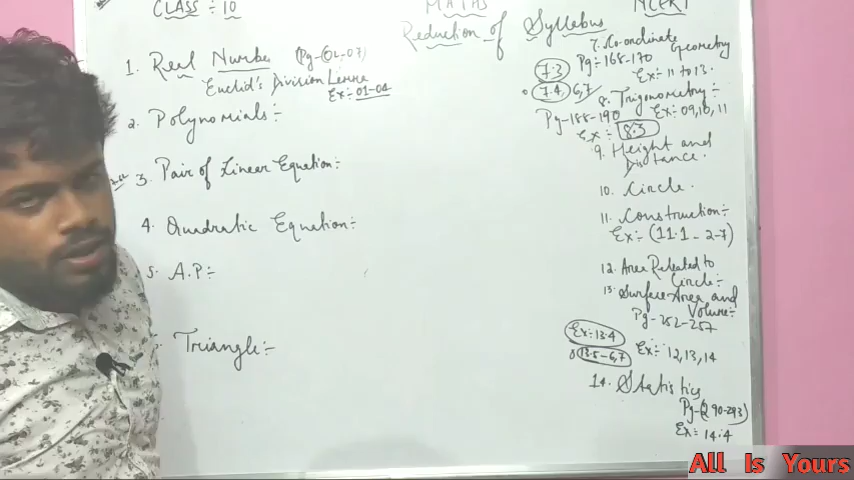 CLASS ÷ 10
MATHS
NCERT
Reduction of Syllabus
1. Real Number (Pg-02-07)
Euclid's Division Lemma
Ex÷ 01-04
2. Polynomials÷
3. Pair of Linear Equation÷
4. Quadratic Equation÷
5. A.P÷
Triangle÷
7. Co-ordinate Geometry
7.3 Pg÷168-170
Ex÷ 11 to 13.
7.4, 6,7
8. Trigonometry÷
Pg-188-190 Ex÷09,10,11
Ex÷ 8.3
9. Height and
Distance.
10. Circle.
11. Construction÷
Ex÷ (11.1 - 2-7)
12. Area Related to
Circle÷
13. Surface Area and
Volume÷
Pg-252-257
Ex÷13.4
13.5-6,7 Ex÷ 12,13,14
14. Statistics
Pg-(290-293)
Ex÷ 14.4
All Is Yours